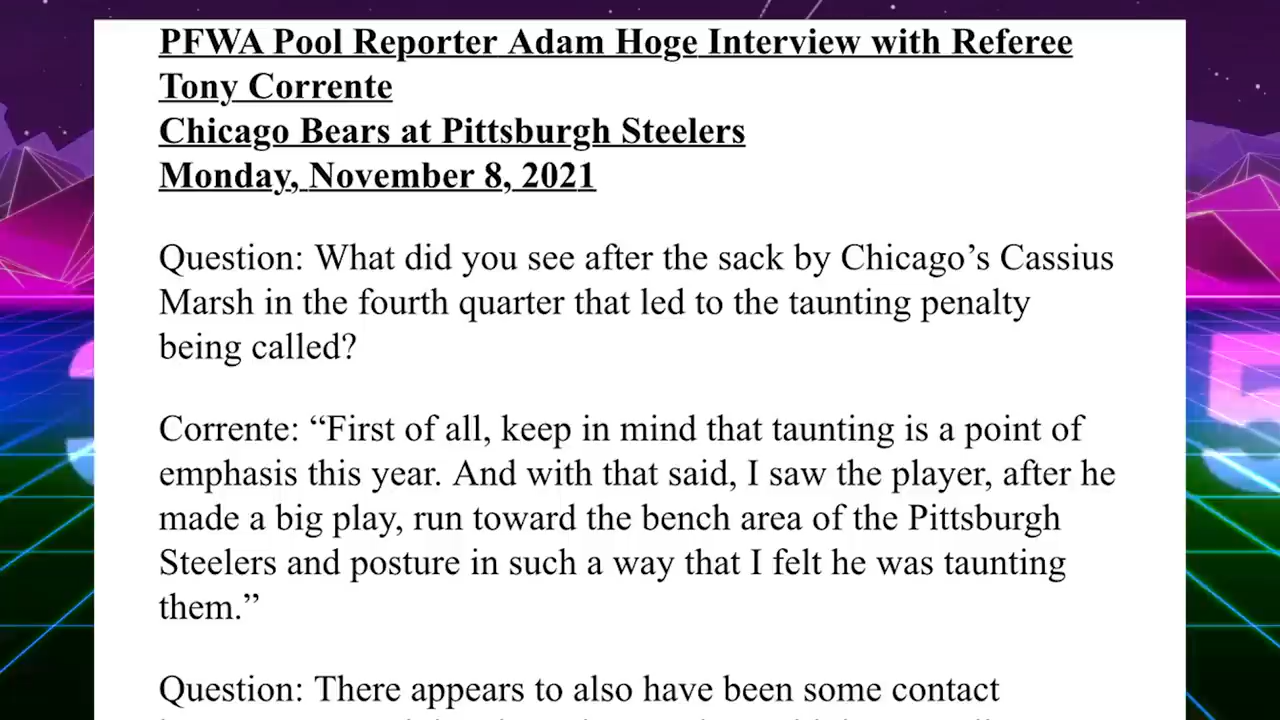 PFWA Pool Reporter Adam Hoge Interview with Referee
Tony Corrente
Chicago Bears at Pittsburgh Steelers
Monday, November 8, 2021
Question: What did you see after the sack by Chicago’s Cassius
Marsh in the fourth quarter that led to the taunting penalty
being called?
Corrente: “First of all, keep in mind that taunting is a point of
emphasis this year. And with that said, I saw the player, after he
made a big play, run toward the bench area of the Pittsburgh
Steelers and posture in such a way that I felt he was taunting
them.”
Question: There appears to also have been some contact